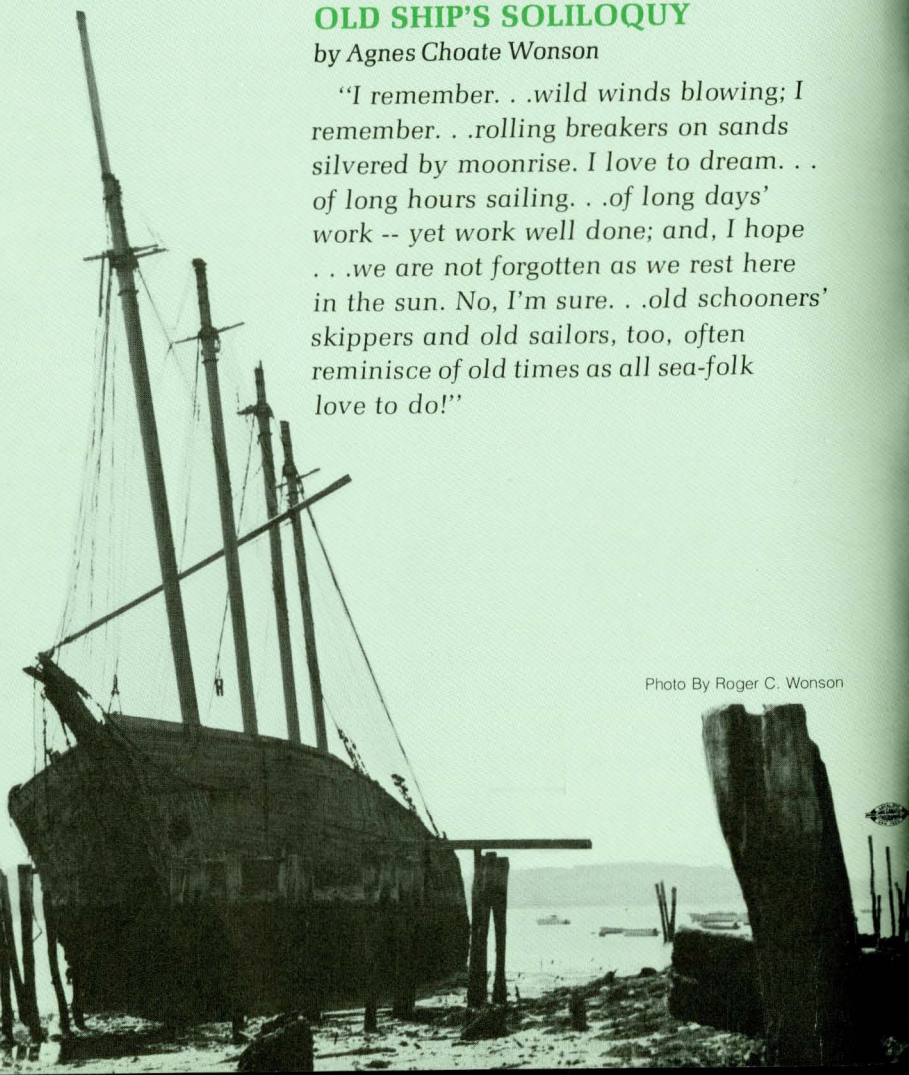 OLD SHIP'S SOLILOQUY
by Agnes Choate Wonson
“I remember. . .wild winds blowing; I
remember. . .rolling breakers on sands
silvered by moonrise. I love to dream. . .
of long hours sailing. . .of long days’
work -- yet work well done; and, I hope
. . .we are not forgotten as we rest here
in the sun. No, I’m sure. . .old schooners’
skippers and old sailors, too, often
reminisce of old times as all sea-folk
love to do!”
Photo By Roger C. Wonson